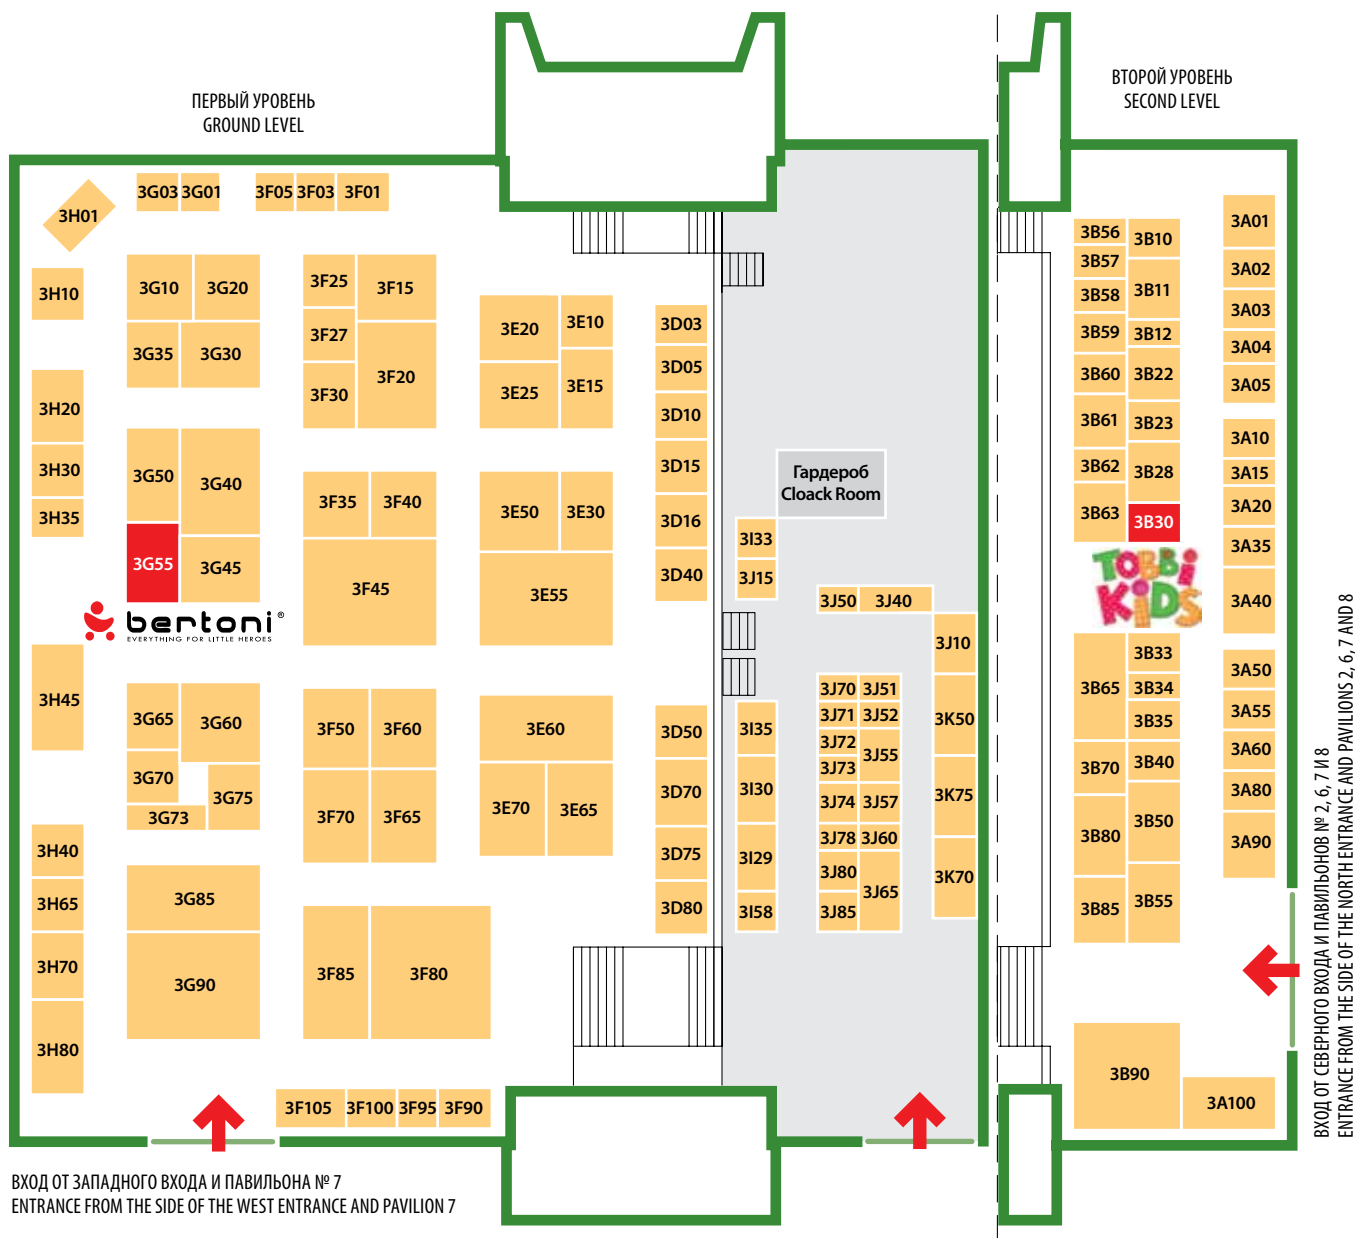 ПЕРВЫЙ УРОВЕНЬ
GROUND LEVEL
ВТОРОЙ УРОВЕНЬ
SECOND LEVEL
3G03 3G01 3F05 3F03 3F01
3H01
3H10
3H20
3H30
3H35
3H45
3H40
3H65
3H70
3H80
3G10 3G20
3G35 3G30
3G50 3G40
3G55 3G45
bertoni®
EVERYTHING FOR LITTLE HEROES
3G65 3G60
3G70 3G75
3G73
3G85
3G90
3F25 3F15
3F27
3F20
3F30
3F35 3F40
3F45
3F50 3F60
3F70 3F65
3F85 3F80
3F105 3F100 3F95 3F90
3E20 3E10
3E25 3E15
3E50 3E30
3E55
3E60
3E70 3E65
3D03
3D05
3D10
3D15
3D16
3D40
3D50
3D70
3D75
3D80
Гардероб
Cloack Room
3I33
3J15
3I35
3I30
3I29
3I58
3J50 3J40
3J10
3J70 3J51
3J71 3J52
3J72 3J55
3J73
3J74 3J57
3J78 3J60
3J80 3J65
3J85
3K50
3K75
3K70
3B56 3B10
3B57
3B58 3B11
3B59 3B12
3B60 3B22
3B61 3B23
3B62 3B28
3B63 3B30
TOBBI
KIDS
3B65 3B33
3B34
3B35
3B70 3B40
3B80 3B50
3B85 3B55
3B90
3A01
3A02
3A03
3A04
3A05
3A10
3A15
3A20
3A35
3A40
3A50
3A55
3A60
3A80
3A90
3A100
ВХОД ОТ СЕВЕРНОГО ВХОДА И ПАВИЛЬОНОВ № 2, 6, 7 И 8
ENTRANCE FROM THE SIDE OF THE NORTH ENTRANCE AND PAVILIONS 2, 6, 7 AND 8
ВХОД ОТ ЗАПАДНОГО ВХОДА И ПАВИЛЬОНА № 7
ENTRANCE FROM THE SIDE OF THE WEST ENTRANCE AND PAVILION 7